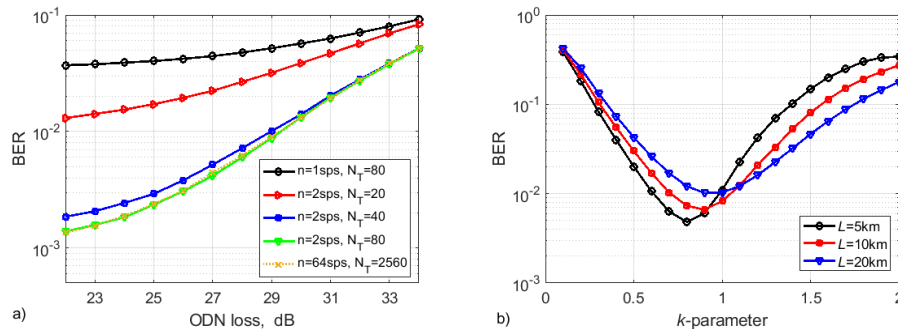 10^-1
10^-2
10^-3
BER
23
25
27
29
31
33
ODN loss, dB
a)
n=1sps, N_T=80
n=2sps, N_T=20
n=2sps, N_T=40
n=2sps, N_T=80
n=64sps, N_T=2560
10^0
10^-1
10^-2
10^-3
BER
0
0.5
1
1.5
2
k-parameter
b)
L=5km
L=10km
L=20km